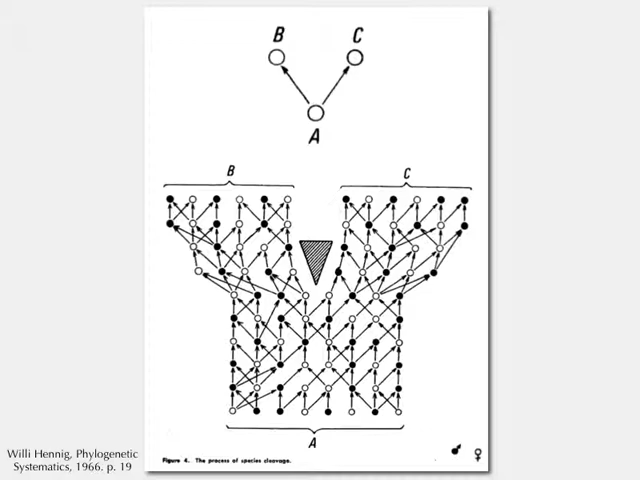 B C
A
B C
A
Figure 4. The process of species cleavage.
♂ ♀
Willi Hennig, Phylogenetic
Systematics, 1966. p. 19